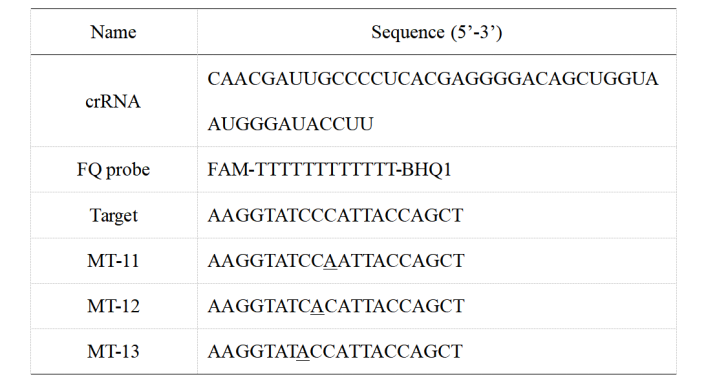 Name Sequence (5’-3’)
crRNA CAACGAUUGCCCCUCACGAGGGGACAGCUGGUA
AUGGGAUACCUU
FQ probe FAM-TTTTTTTTTTTT-BHQ1
Target AAGGTATCCCATTACCAGCT
MT-11 AAGGTATCCAATTACCAGCT
MT-12 AAGGTATCACATTACCAGCT
MT-13 AAGGTATACCATTACCAGCT